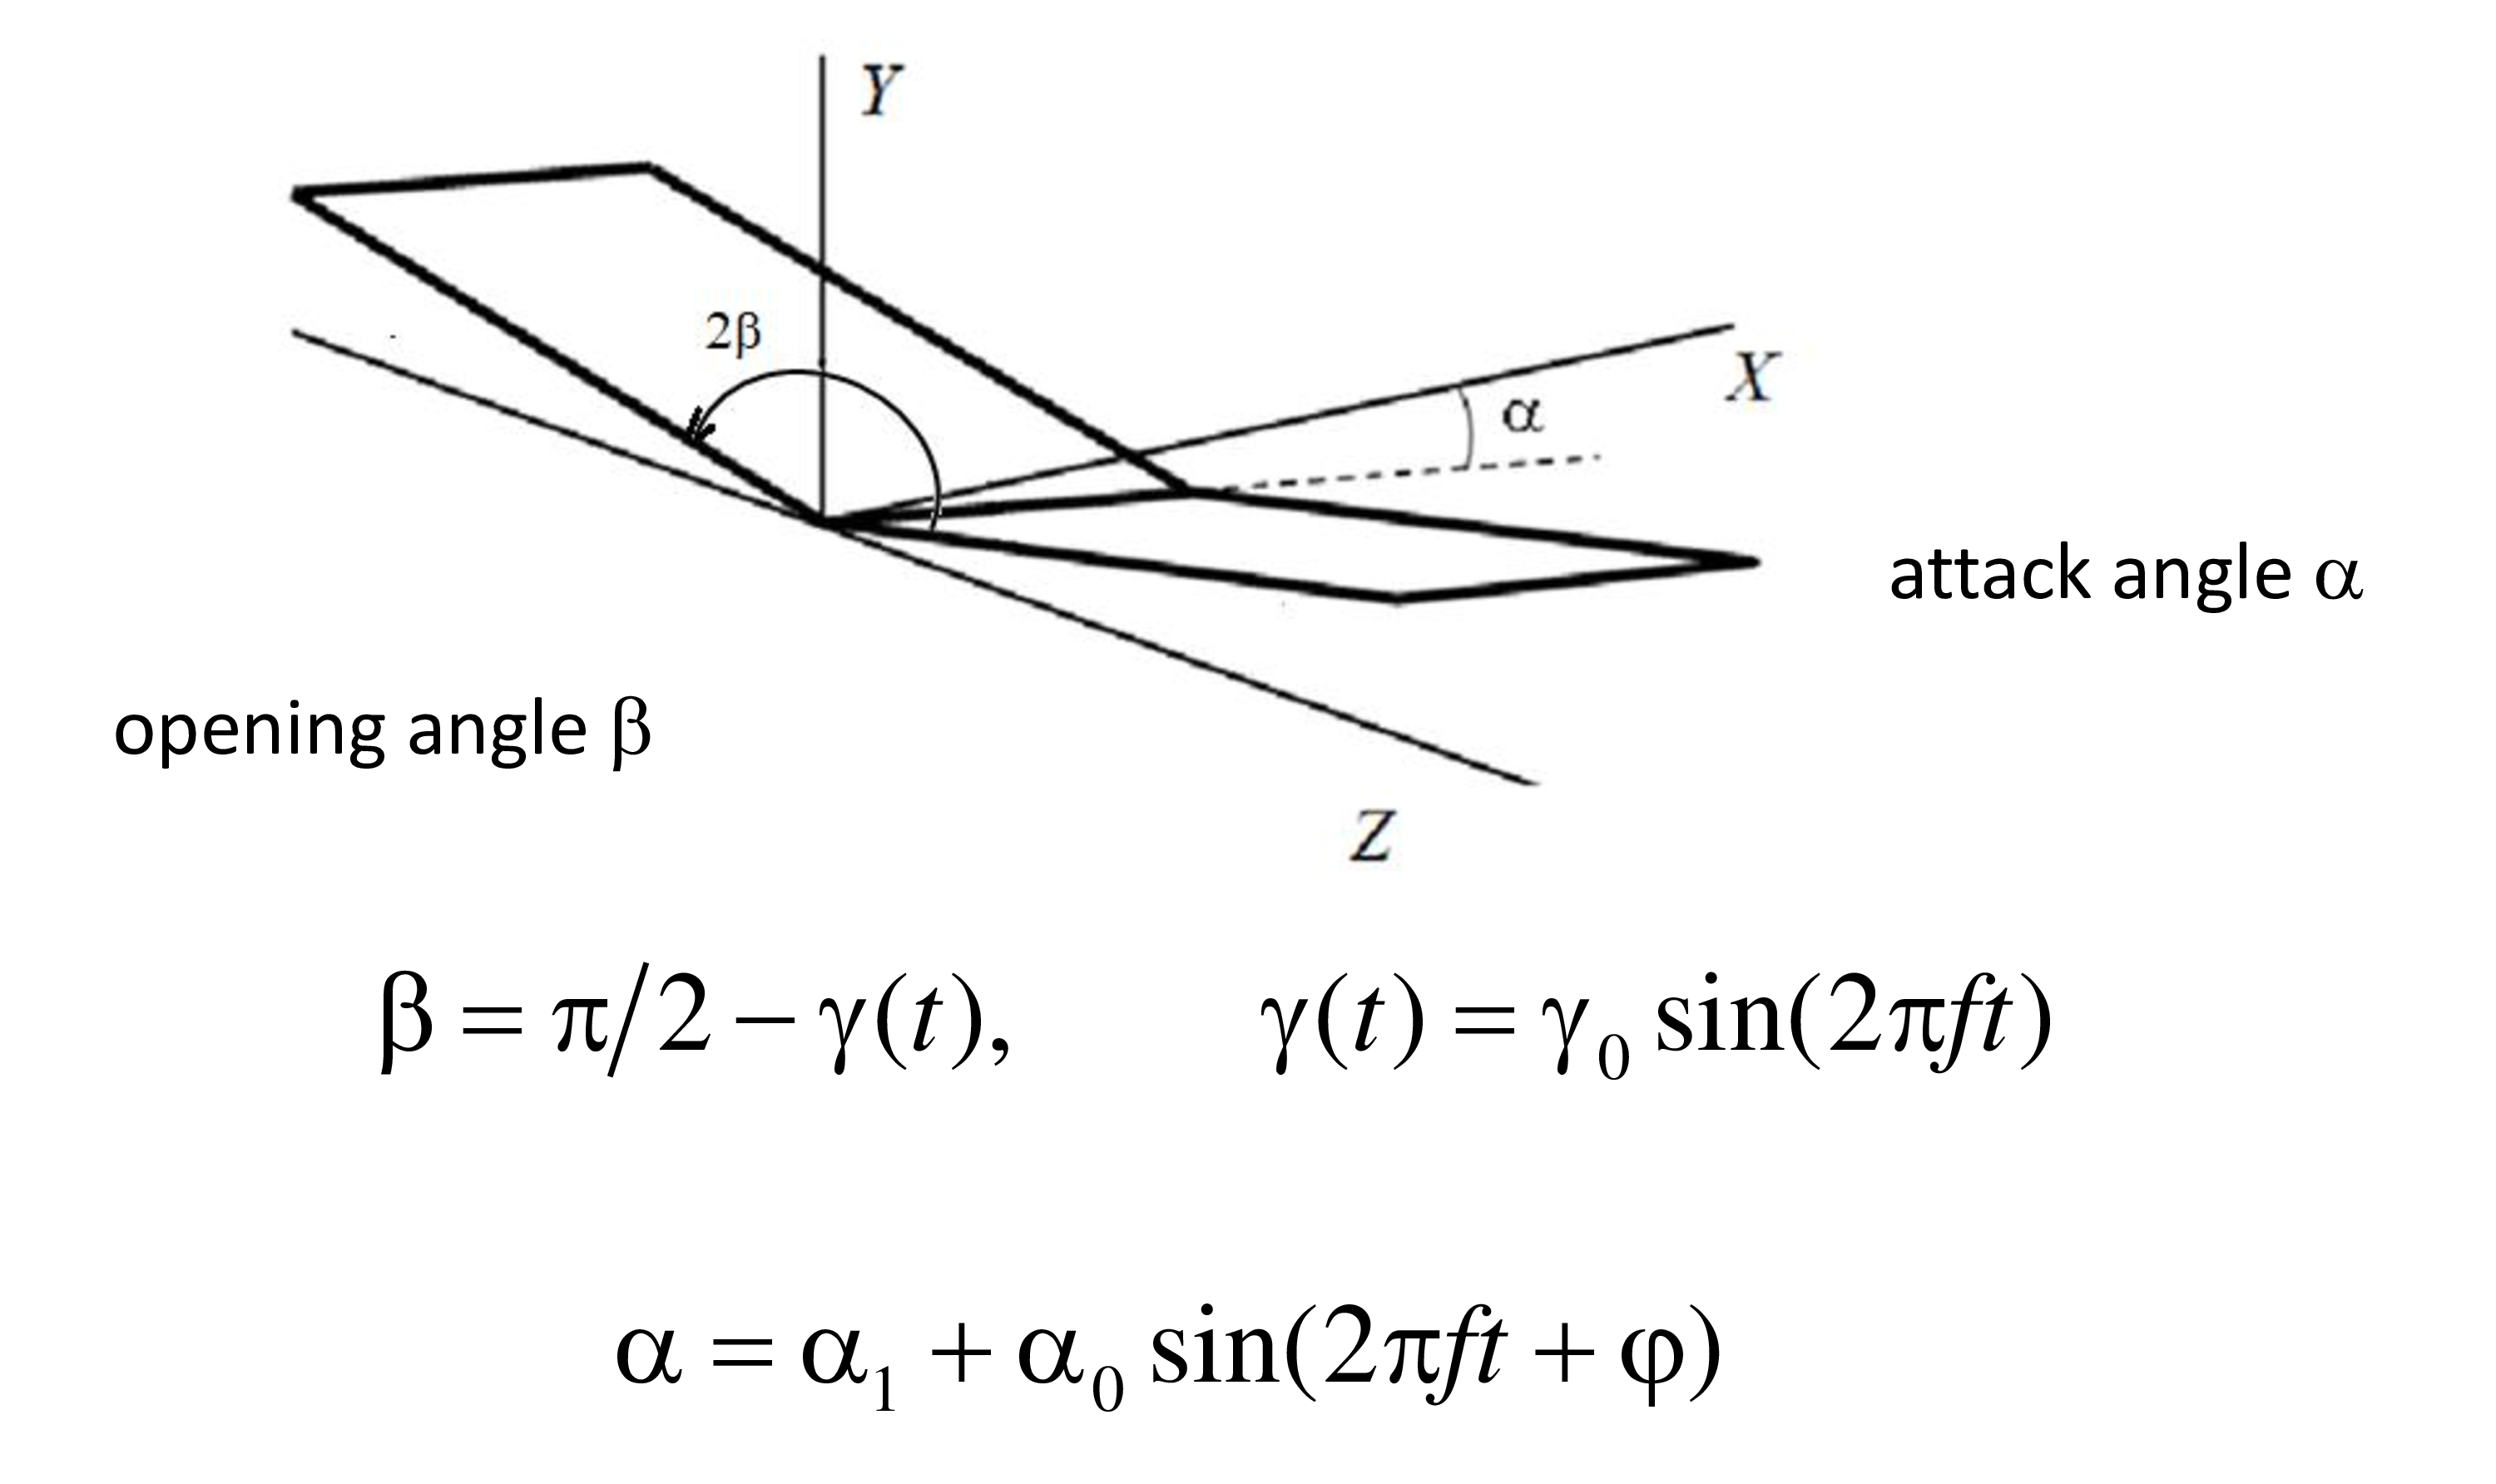 Y
2β
X
α
attack angle α
opening angle β
Z
β = π/2 − γ(t), γ(t) = γ₀ sin(2πft)
α = α₁ + α₀ sin(2πft + φ)